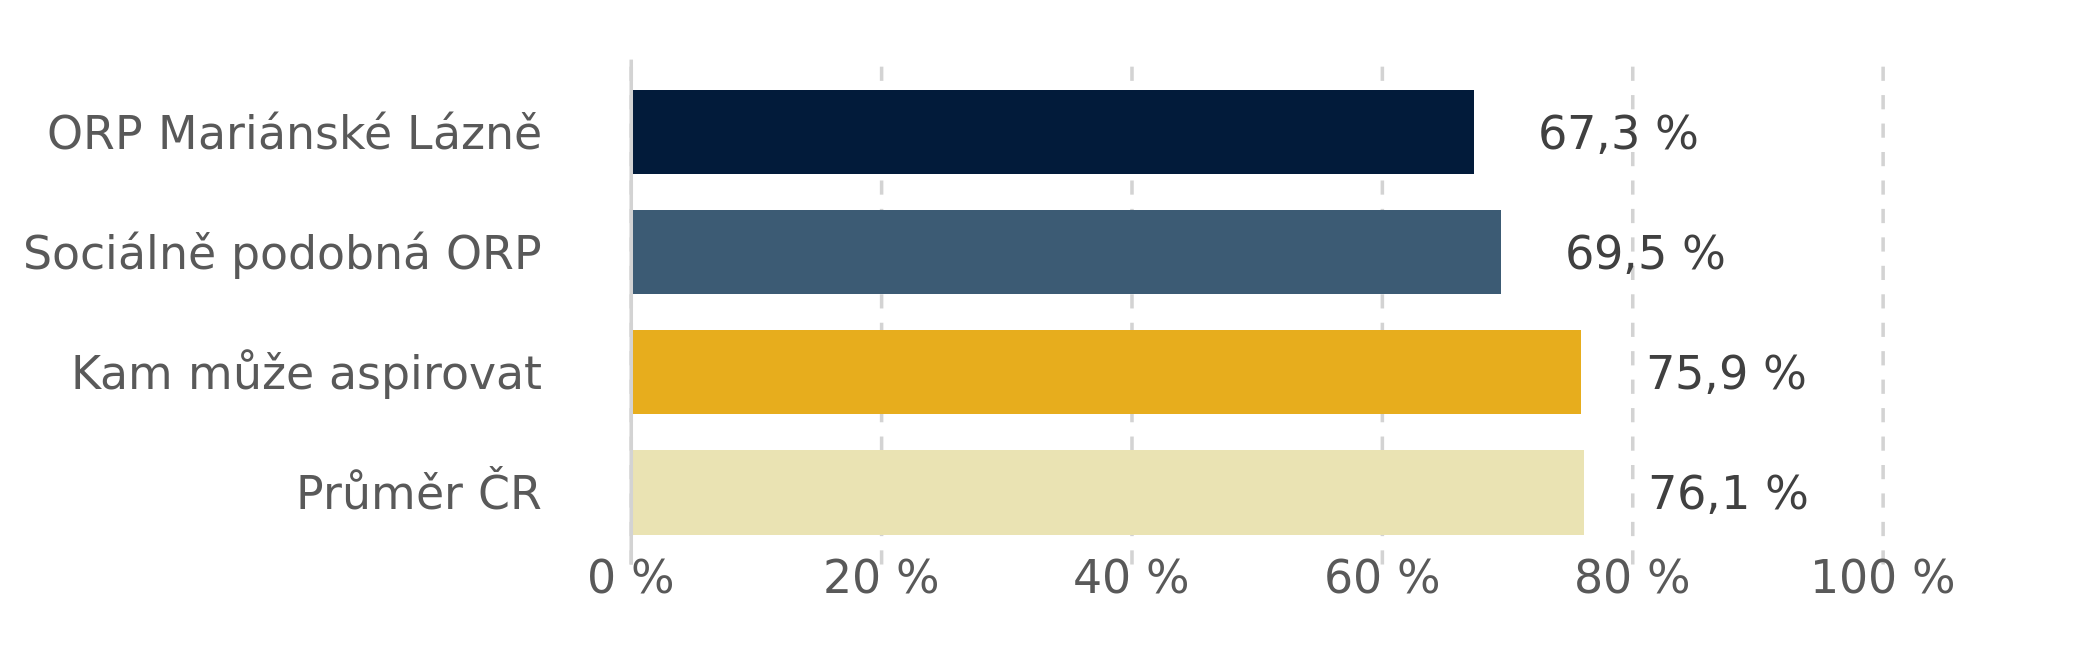 ORP Mariánské Lázně 67,3 %
Sociálně podobná ORP 69,5 %
Kam může aspirovat 75,9 %
Průměr ČR 76,1 %
0 % 20 % 40 % 60 % 80 % 100 %